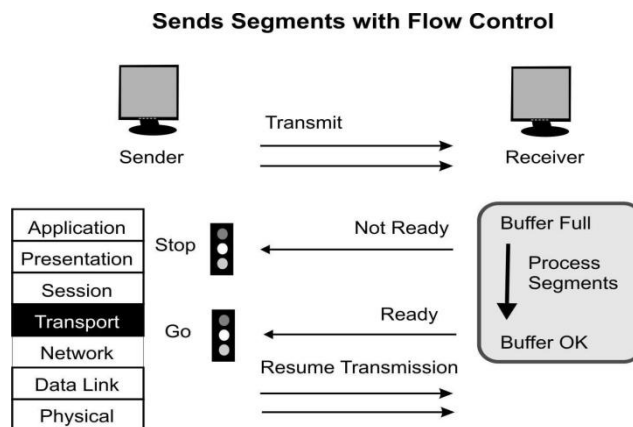 Sends Segments with Flow Control
Transmit
Sender
Receiver
Application
Presentation
Session
Transport
Network
Data Link
Physical
Stop
Not Ready
Go
Ready
Resume Transmission
Buffer Full
Process
Segments
Buffer OK